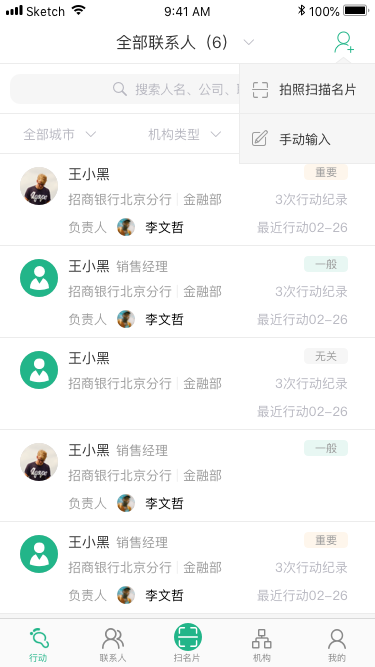 Sketch 9:41 AM 100%
全部联系人（6）
搜索人名、公司、
拍照扫描名片
全部城市 机构类型
手动输入
王小黑 重要
招商银行北京分行 金融部 3次行动纪录
负责人 李文哲 最近行动02-26
王小黑 销售经理 一般
招商银行北京分行 金融部 3次行动纪录
负责人 李文哲 最近行动02-26
王小黑 无关
招商银行北京分行 金融部 3次行动纪录
最近行动02-26
王小黑 销售经理 一般
招商银行北京分行 金融部
负责人 李文哲
王小黑 销售经理 重要
招商银行北京分行 金融部 3次行动纪录
负责人 李文哲 最近行动02-26
行动 联系人 扫名片 机构 我的